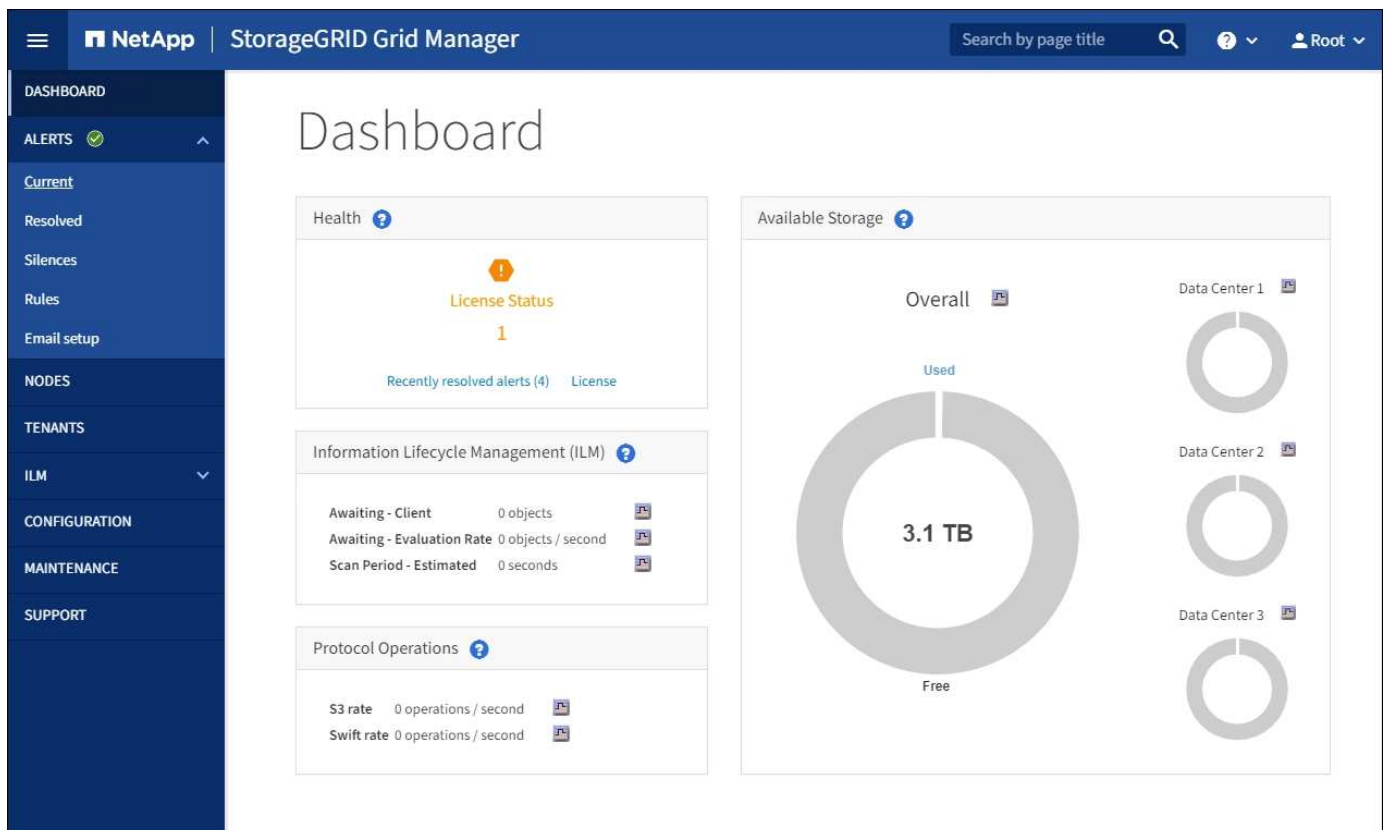 NetApp | StorageGRID Grid Manager
Search by page title
Root
DASHBOARD
ALERTS
Current
Resolved
Silences
Rules
Email setup
NODES
TENANTS
ILM
CONFIGURATION
MAINTENANCE
SUPPORT
Dashboard
Health
License Status
1
Recently resolved alerts (4) License
Information Lifecycle Management (ILM)
Awaiting - Client 0 objects
Awaiting - Evaluation Rate 0 objects / second
Scan Period - Estimated 0 seconds
Protocol Operations
S3 rate 0 operations / second
Swift rate 0 operations / second
Available Storage
Overall
Used
3.1 TB
Free
Data Center 1
Data Center 2
Data Center 3